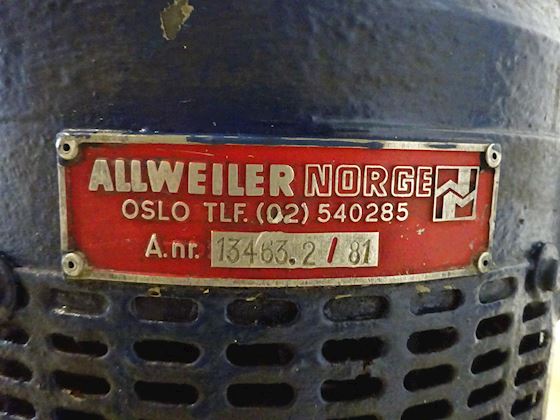 ALLWEILER NORGE
OSLO TLF. (02) 540285
A.nr. 13463.2 / 81